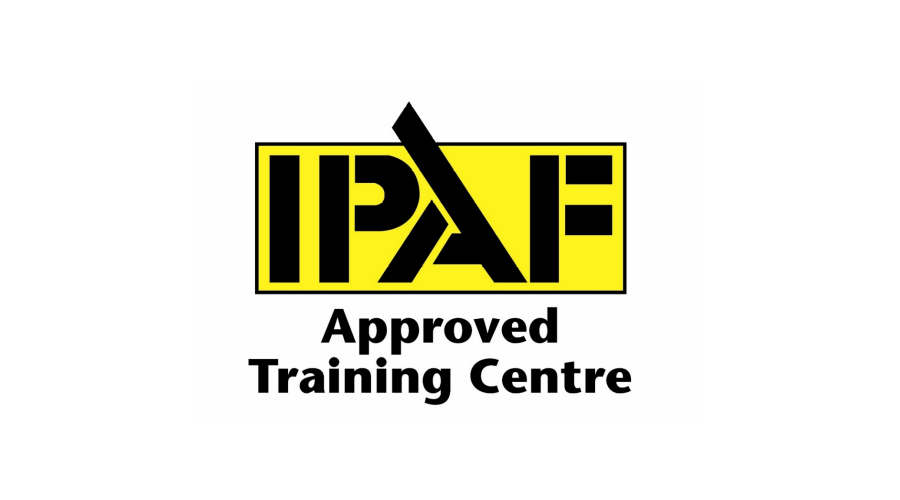 IPAF
Approved
Training Centre